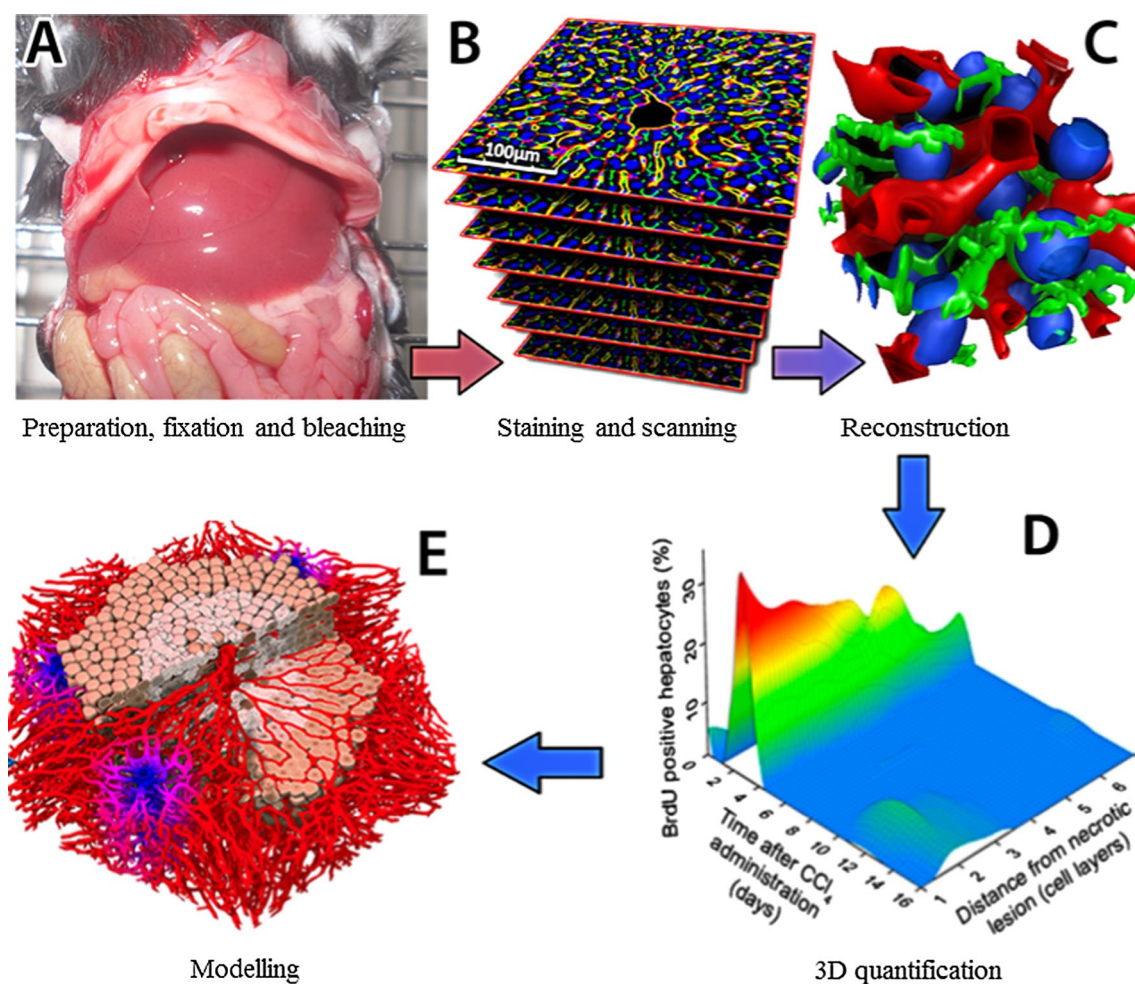 A
B
C
100µm
Preparation, fixation and bleaching
Staining and scanning
Reconstruction
E
D
BrdU positive hepatocytes (%)
30
20
10
0
2
4
6
8
10
12
14
16
Time after CCl4
administration
(days)
1
2
3
4
5
6
Distance from necrotic
lesion (cell layers)
Modelling
3D quantification